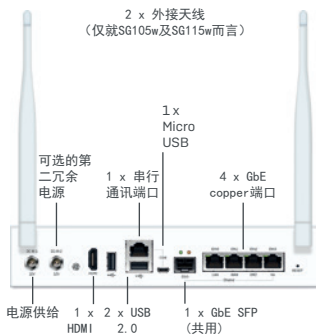 2 x 外接天线
(仅就SG105w及SG115w而言)
1x
Micro
USB
可选的第
二冗余
电源
1 x 串行
通讯端口
4 x GbE
copper端口
电源供给
1 x
HDMI
2 x USB
2.0
1 x GbE SFP
(共用)